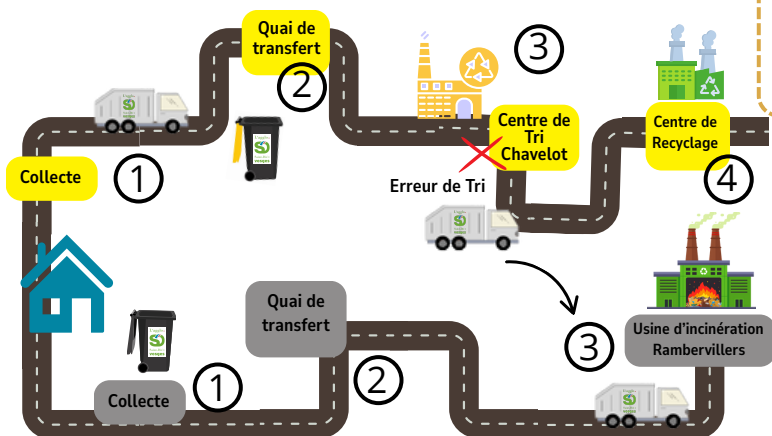 Quai de
transfert
2
3
Centre de
Tri
Chavelot
Centre de
Recyclage
4
Collecte
1
Erreur de Tri
Quai de
transfert
2
3
Usine d'incinération
Rambervillers
Collecte
1